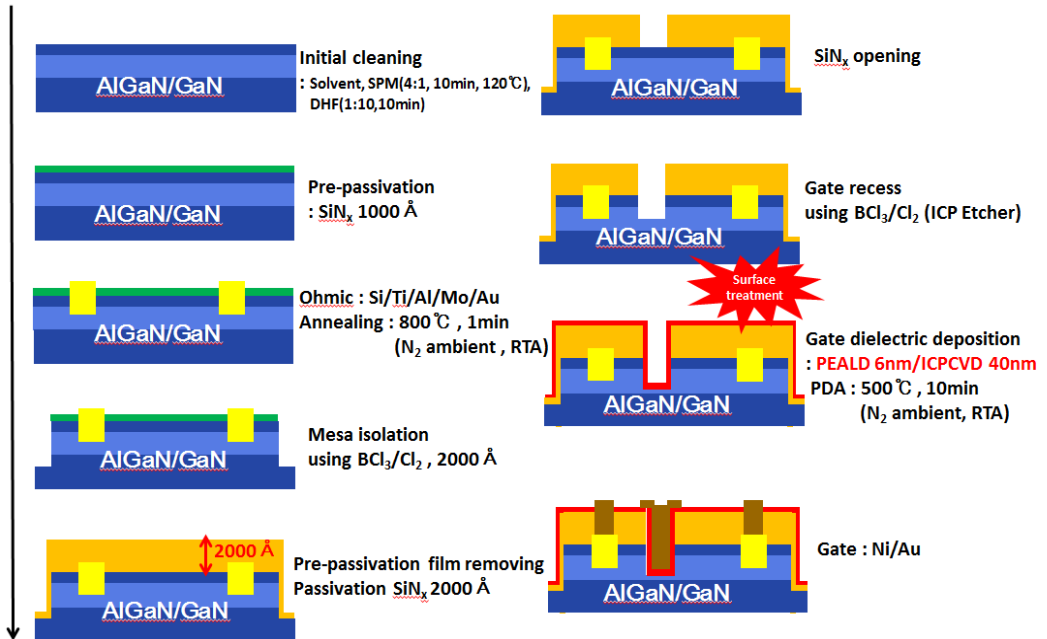 AlGaN/GaN
Initial cleaning
: Solvent, SPM(4:1, 10min, 120℃),
DHF(1:10,10min)
AlGaN/GaN
Pre-passivation
: SiNₓ 1000 Å
AlGaN/GaN
Ohmic : Si/Ti/Al/Mo/Au
Annealing : 800 ℃ , 1min
(N₂ ambient , RTA)
AlGaN/GaN
Mesa isolation
using BCl₃/Cl₂ , 2000 Å
2000 Å
AlGaN/GaN
Pre-passivation film removing
Passivation SiNₓ 2000 Å
AlGaN/GaN
SiNₓ opening
AlGaN/GaN
Gate recess
using BCl₃/Cl₂ (ICP Etcher)
Surface
treatment
AlGaN/GaN
Gate dielectric deposition
: PEALD 6nm/ICPCVD 40nm
PDA : 500 ℃ , 10min
(N₂ ambient, RTA)
AlGaN/GaN
Gate : Ni/Au